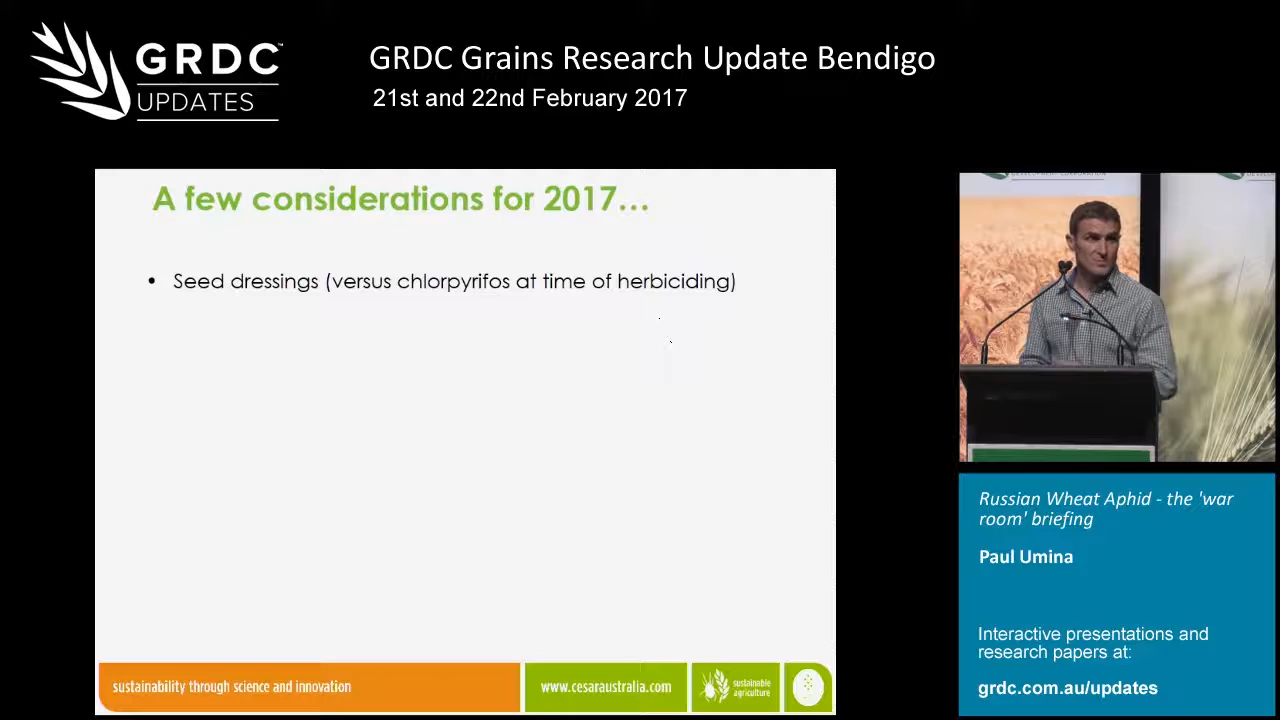 GRDC
UPDATES
GRDC Grains Research Update Bendigo
21st and 22nd February 2017
A few considerations for 2017...
• Seed dressings (versus chlorpyrifos at time of herbiciding)
sustainability through science and innovation
www.cesaraustralia.com
sustainable
agriculture
Russian Wheat Aphid - the 'war
room' briefing
Paul Umina
Interactive presentations and
research papers at:
grdc.com.au/updates